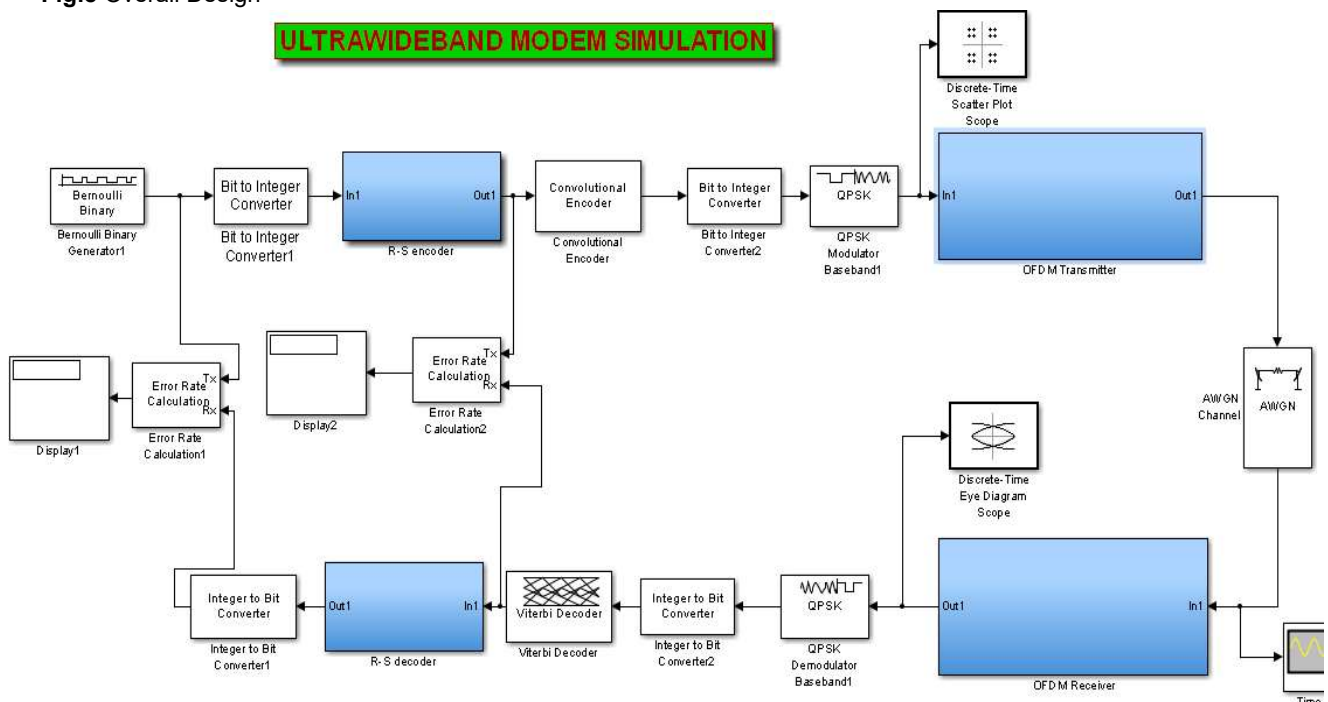 Fig.5 Overall Design
ULTRAWIDEBAND MODEM SIMULATION
Discrete-Time
Scatter Plot
Scope
Bernoulli
Binary
Bernoulli Binary
Generator1
Bit to Integer
Converter
Bit to Integer
Converter1
In1
Out1
R-S encoder
Convolutional
Encoder
Convolutional
Encoder
Bit to Integer
Converter
Bit to Integer
Converter2
QPSK
QPSK
Modulator
Baseband1
In1
Out1
OFDM Transmitter
Display1
Error Rate
Calculation
Tx
Rx
Error Rate
Calculation1
Display2
Error Rate
Calculation
Tx
Rx
Error Rate
Calculation2
AWGN
Channel
AWGN
Discrete-Time
Eye Diagram
Scope
Integer to Bit
Converter
Integer to Bit
Converter1
Out1
In1
R-S decoder
Viterbi Decoder
Viterbi Decoder
Integer to Bit
Converter
Integer to Bit
Converter2
QPSK
QPSK
Demodulator
Baseband1
Out1
In1
OFDM Receiver
Time